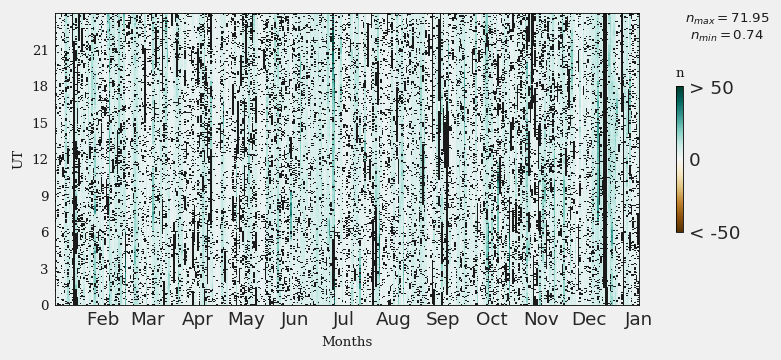 n_max = 71.95
n_min = 0.74
n
> 50
0
< -50
21
18
15
12
9
6
3
0
UT
Feb Mar Apr May Jun Jul Aug Sep Oct Nov Dec Jan
Months